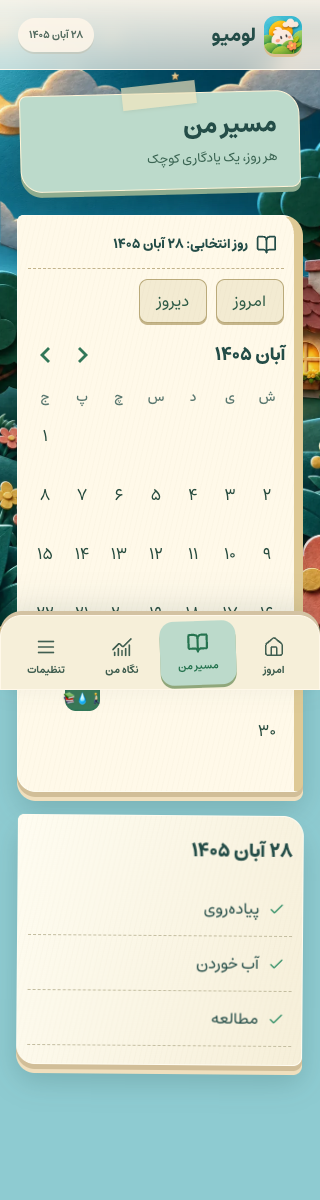 لومیو
۲۸ آبان ۱۴۰۵
مسیر من
هر روز، یک یادگاری کوچک
روز انتخابی: ۲۸ آبان ۱۴۰۵
امروز دیروز
آبان ۱۴۰۵
ش ی د س چ پ ج
۱
۲ ۳ ۴ ۵ ۶ ۷ ۸
۹ ۱۰ ۱۱ ۱۲ ۱۳ ۱۴ ۱۵
امروز مسیر من نگاه من تنظیمات
۳۰
۲۸ آبان ۱۴۰۵
پیاده‌روی
آب خوردن
مطالعه